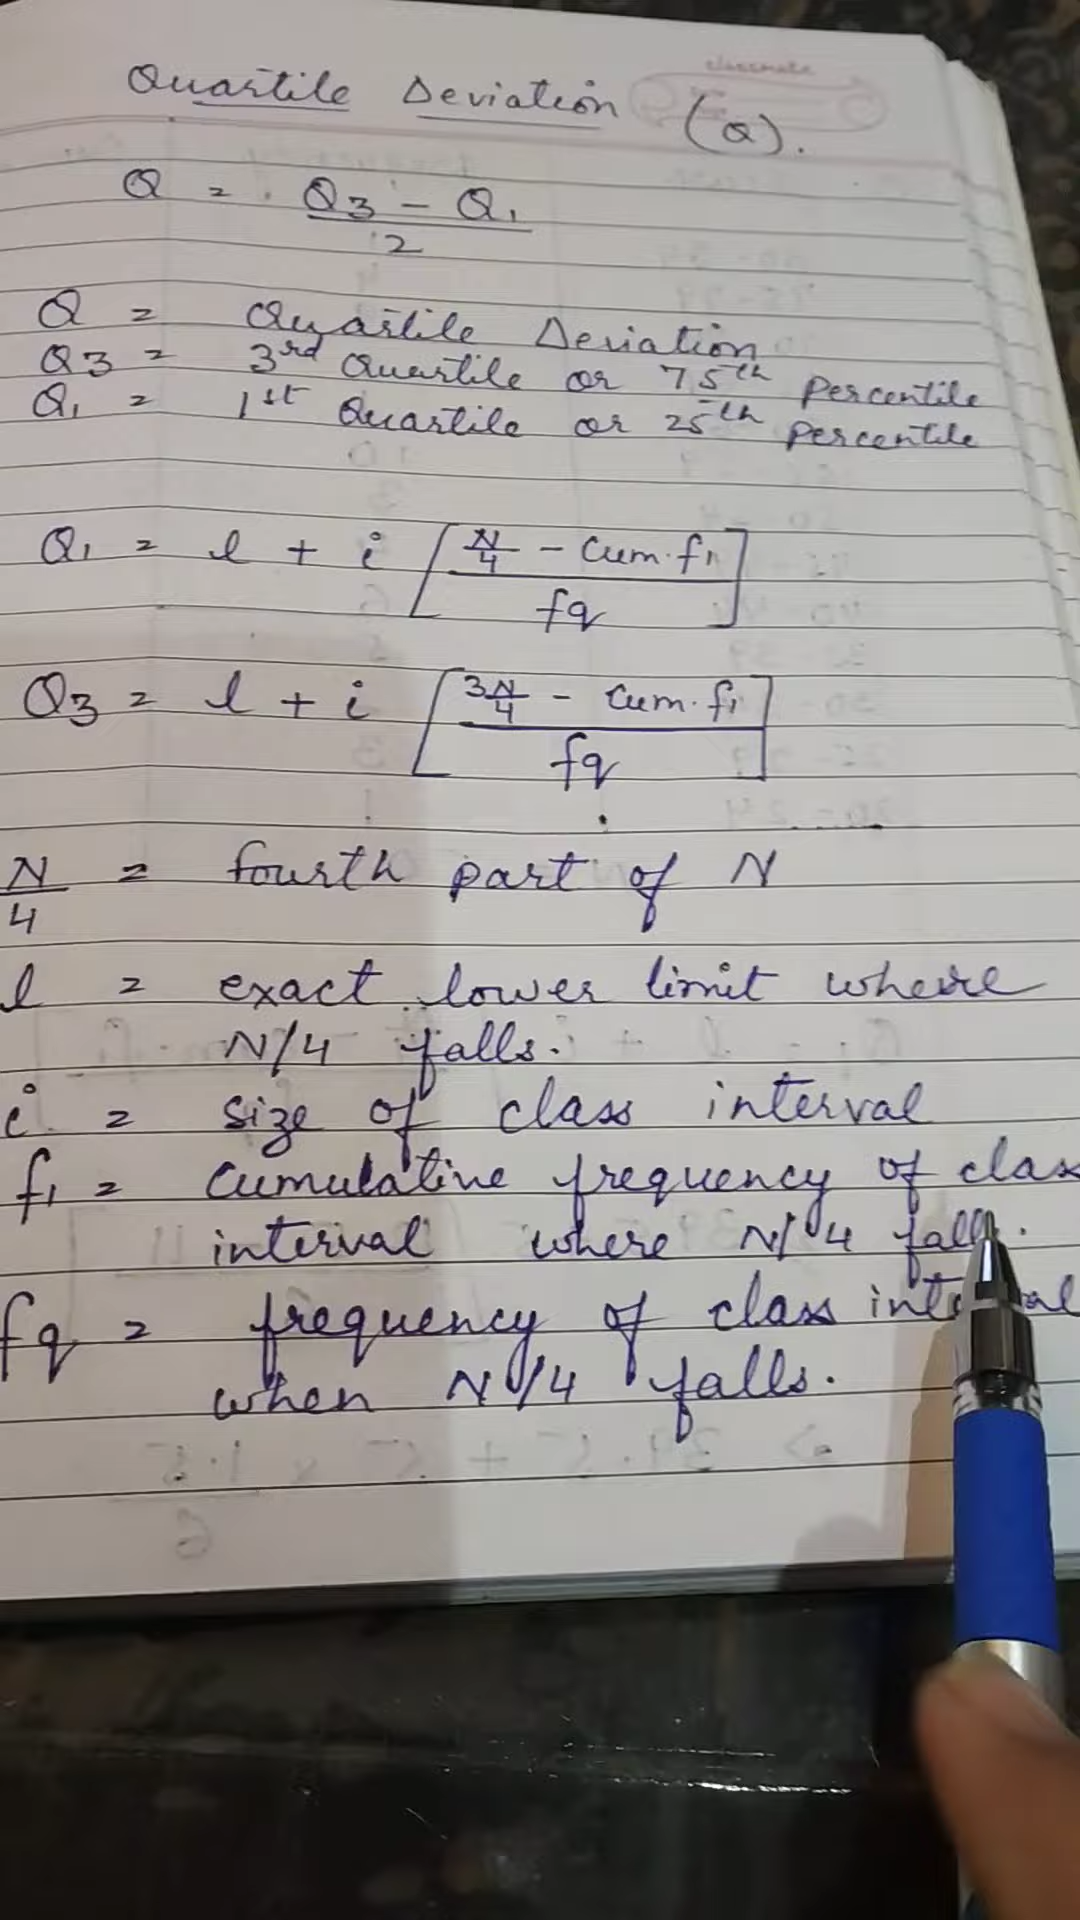 classmate
Quartile Deviation (Q).
Q = Q3 - Q1
2
Q = Quartile Deviation
Q3 = 3rd Quartile or 75th Percentile
Q1 = 1st Quartile or 25th Percentile
Q1 = l + i [N/4 - Cum.f1
fq]
Q3 = l + i [3N/4 - Cum.f1
fq]
N/4 = fourth part of N
l = exact lower limit where
N/4 falls.
i = size of class interval
f1 = Cumulative frequency of class
interval where N/4 falls.
fq = frequency of class interval
when N/4 falls.